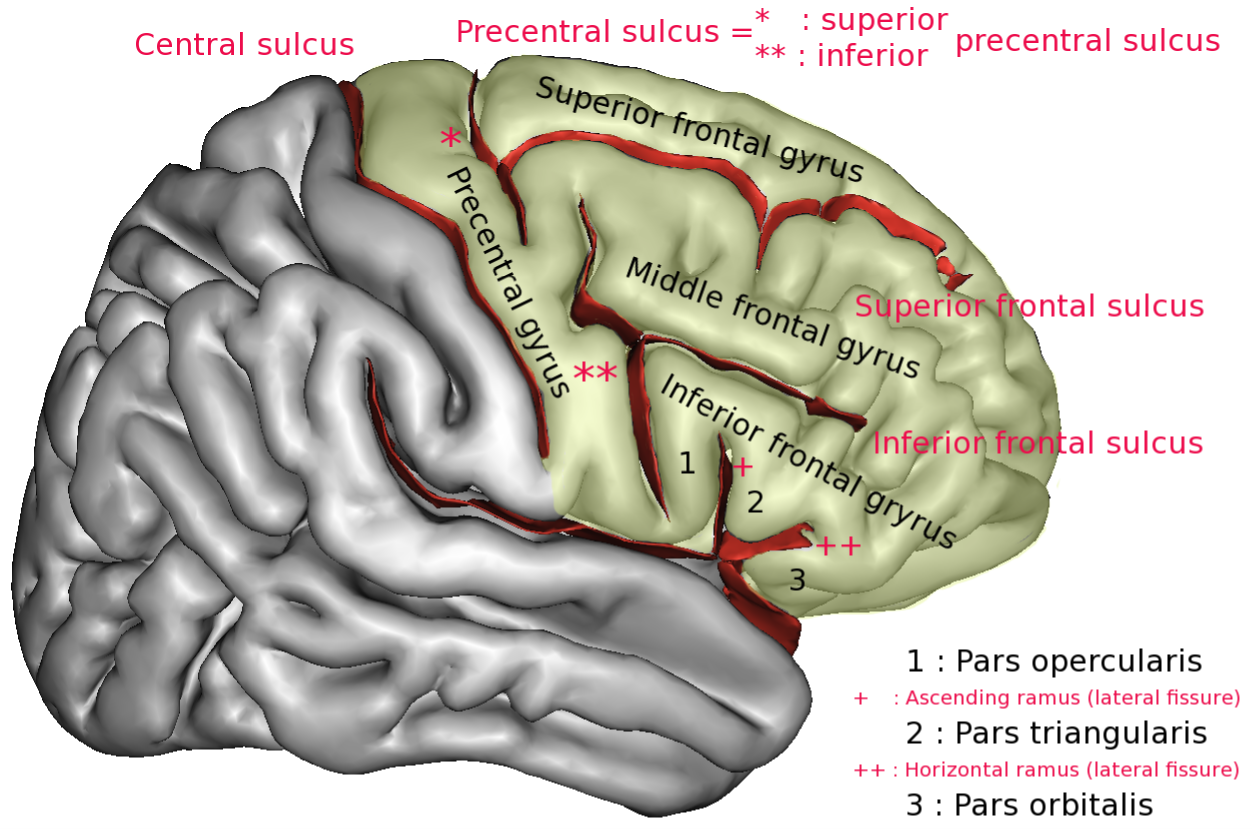 Central sulcus
Precentral sulcus = * : superior
** : inferior
precentral sulcus
Superior frontal gyrus
*
Precentral gyrus
Middle frontal gyrus
Superior frontal sulcus
**
Inferior frontal gryrus
Inferior frontal sulcus
1
+
2
++
3
1 : Pars opercularis
+ : Ascending ramus (lateral fissure)
2 : Pars triangularis
++ : Horizontal ramus (lateral fissure)
3 : Pars orbitalis